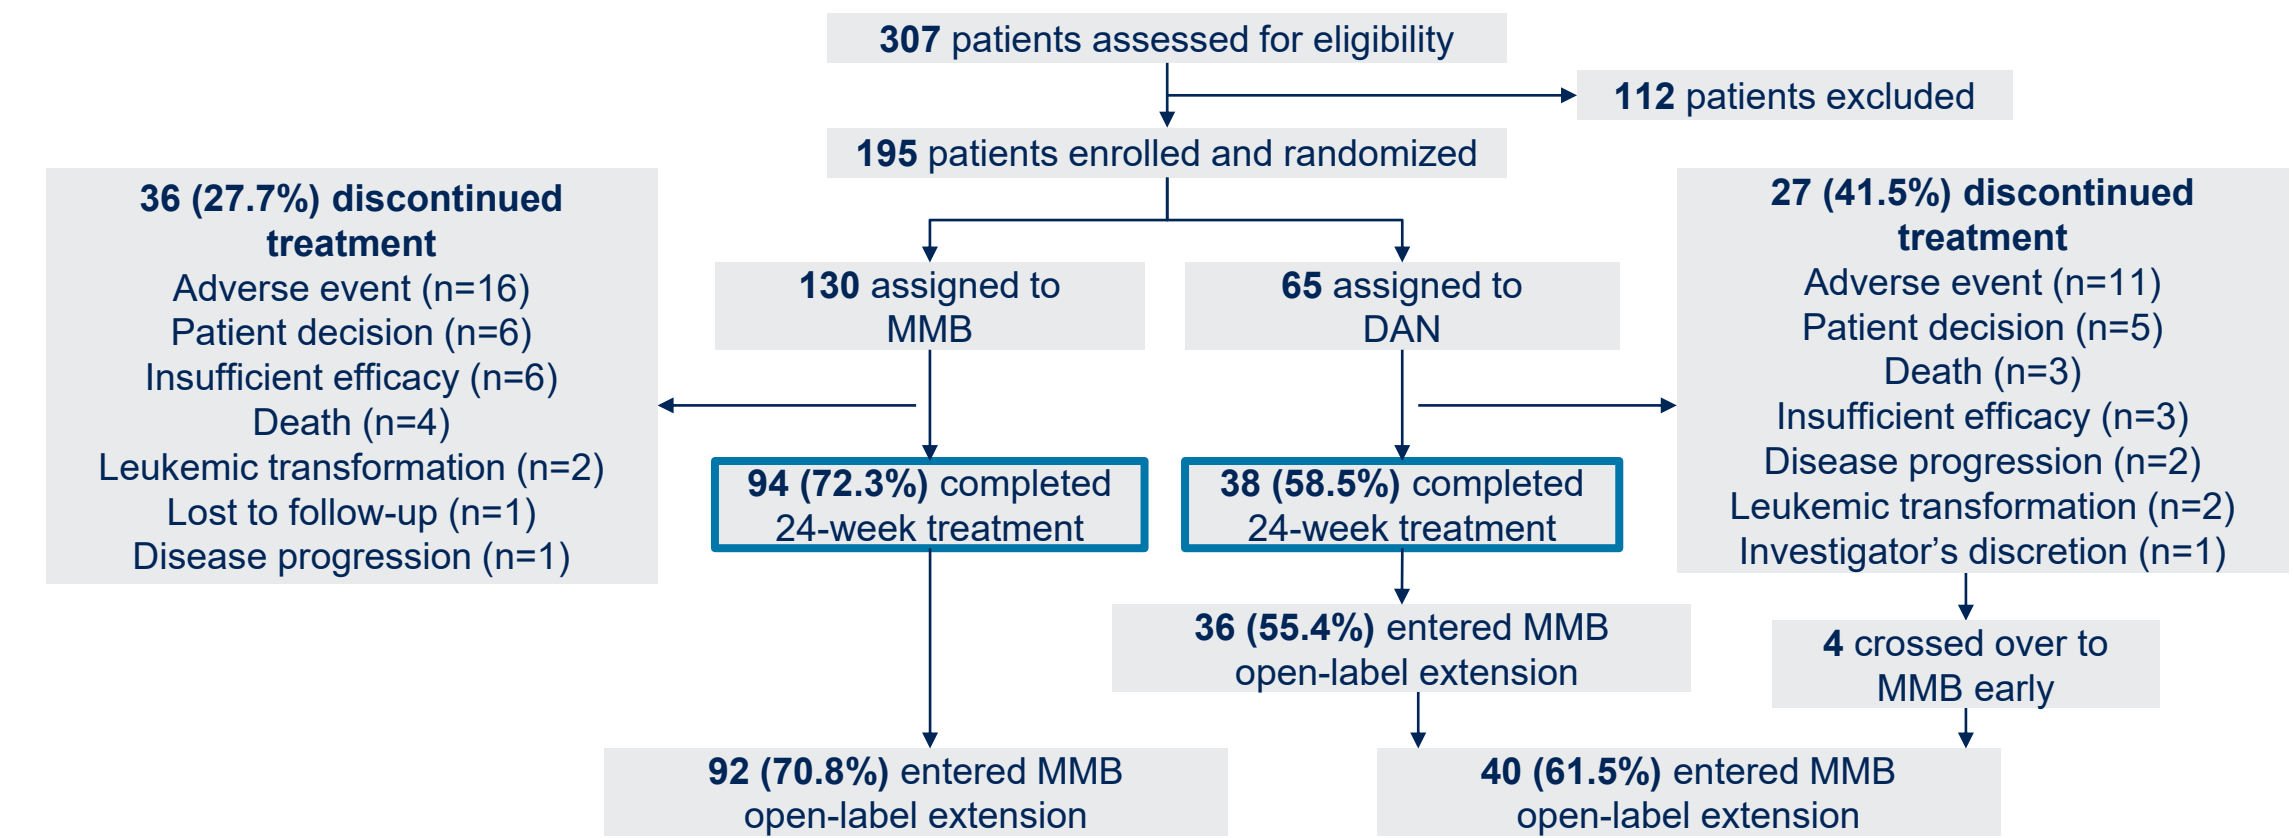 307 patients assessed for eligibility
112 patients excluded
195 patients enrolled and randomized
36 (27.7%) discontinued
treatment
Adverse event (n=16)
Patient decision (n=6)
Insufficient efficacy (n=6)
Death (n=4)
Leukemic transformation (n=2)
Lost to follow-up (n=1)
Disease progression (n=1)
130 assigned to
MMB
65 assigned to
DAN
27 (41.5%) discontinued
treatment
Adverse event (n=11)
Patient decision (n=5)
Death (n=3)
Insufficient efficacy (n=3)
Disease progression (n=2)
Leukemic transformation (n=2)
Investigator’s discretion (n=1)
94 (72.3%) completed
24-week treatment
38 (58.5%) completed
24-week treatment
36 (55.4%) entered MMB
open-label extension
4 crossed over to
MMB early
92 (70.8%) entered MMB
open-label extension
40 (61.5%) entered MMB
open-label extension